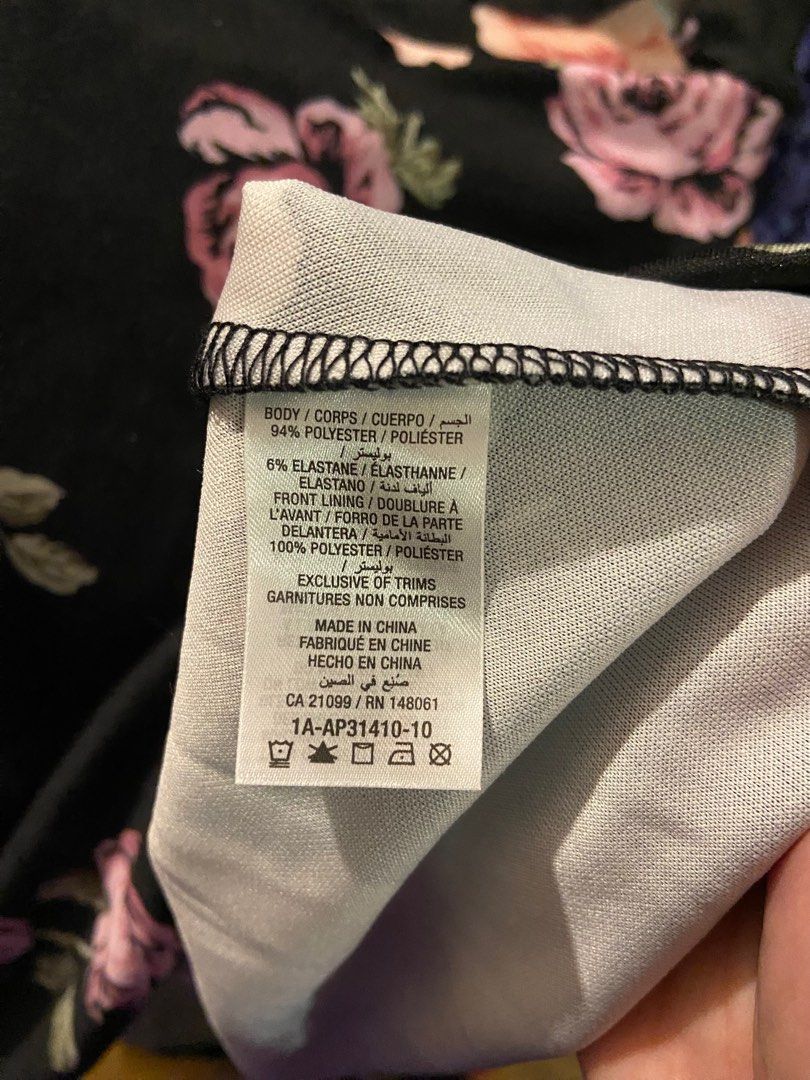 BODY / CORPS / CUERPO / الجسم
94% POLYESTER / POLIÉSTER
/ بوليستر
6% ELASTANE / ÉLASTHANNE /
ELASTANO / ألياف لدنة
FRONT LINING / DOUBLURE À
L'AVANT / FORRO DE LA PARTE
DELANTERA / البطانة الأمامية
100% POLYESTER / POLIÉSTER
/ بوليستر
EXCLUSIVE OF TRIMS
GARNITURES NON COMPRISES
MADE IN CHINA
FABRIQUÉ EN CHINE
HECHO EN CHINA
صُنع في الصين
CA 21099 / RN 148061
1A-AP31410-10